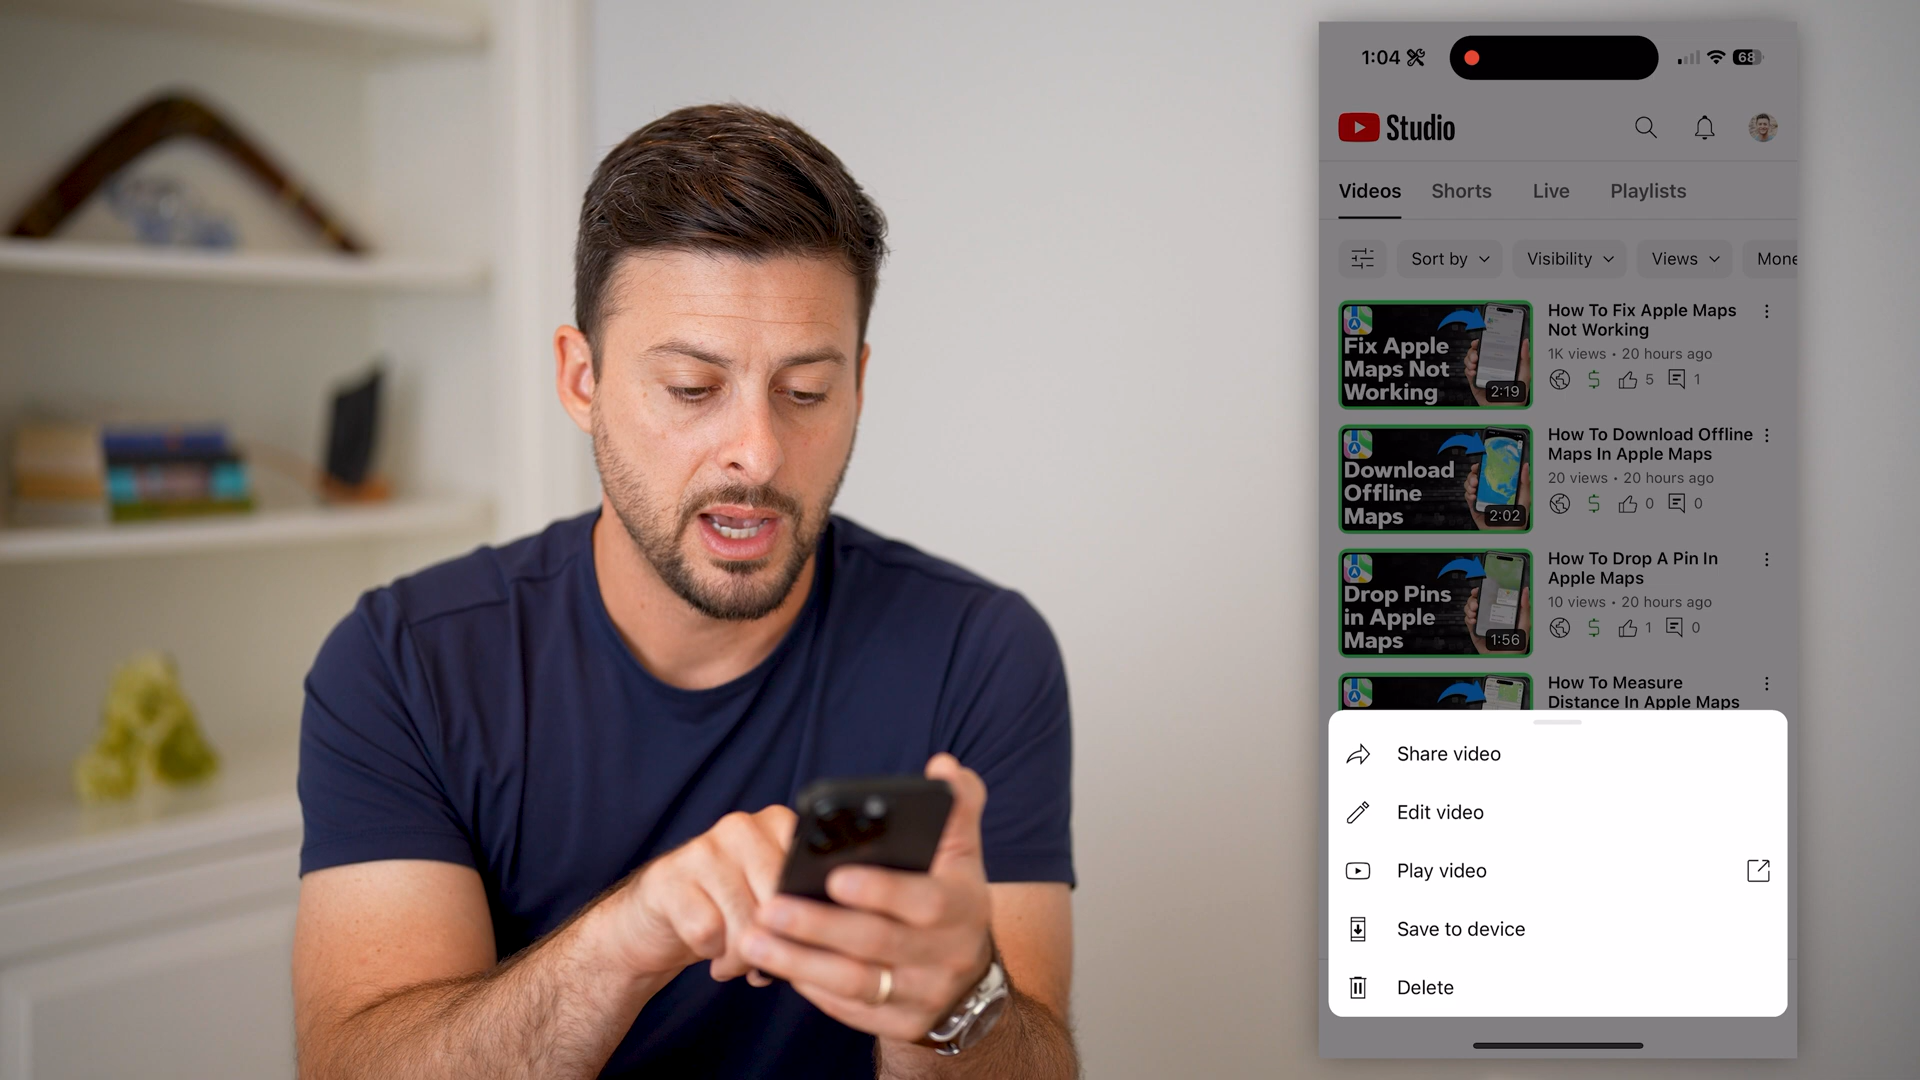 1:04
68
Studio
Videos Shorts Live Playlists
Sort by Visibility Views Mone
Fix Apple
Maps Not
Working
2:19
How To Fix Apple Maps
Not Working
1K views • 20 hours ago
5 1
Download
Offline
Maps
2:02
How To Download Offline
Maps In Apple Maps
20 views • 20 hours ago
0 0
Drop Pins
in Apple
Maps
1:56
How To Drop A Pin In
Apple Maps
10 views • 20 hours ago
1 0
How To Measure
Distance In Apple Maps
Share video
Edit video
Play video
Save to device
Delete